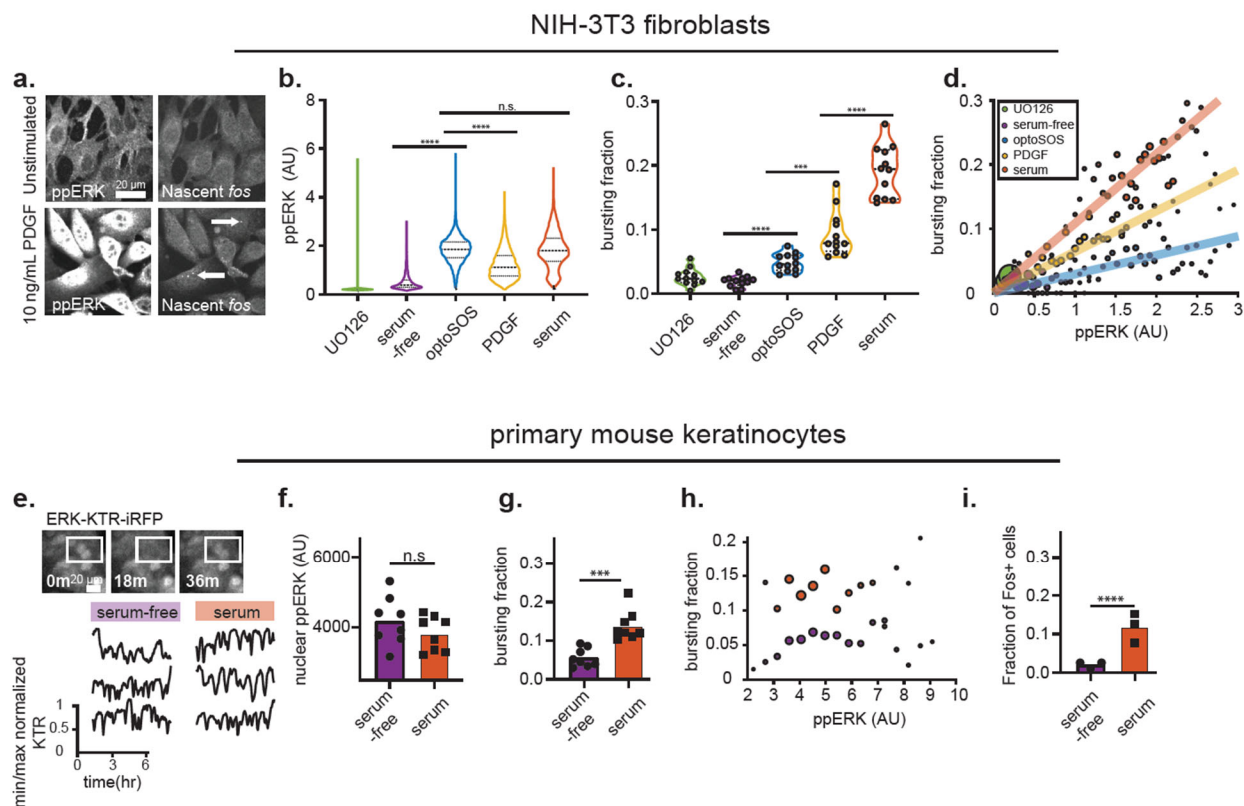 NIH-3T3 fibroblasts
a.
Unstimulated
10 ng/mL PDGF
ppERK
20 µm
Nascent fos
ppERK
Nascent fos
b.
ppERK (AU)
8
6
4
2
0
n.s.
****
****
UO126
serum
-free
optoSOS
PDGF
serum
c.
bursting fraction
0.3
0.2
0.1
0.0
****
***
****
UO126
serum
-free
optoSOS
PDGF
serum
d.
bursting fraction
0.3
0.2
0.1
0
UO126
serum-free
optoSOS
PDGF
serum
0 0.5 1 1.5 2 2.5 3
ppERK (AU)
primary mouse keratinocytes
e.
ERK-KTR-iRFP
0m
20 µm
18m
36m
serum-free
serum
min/max normalized
KTR
1
0.5
0
0 3 6
time(hr)
f.
nuclear ppERK (AU)
6000
4000
n.s
serum
-free
serum
g.
bursting fraction
0.3
0.2
0.1
0.0
***
serum
-free
serum
h.
bursting fraction
0.2
0.15
0.1
0.05
0
2 3 4 5 6 7 8 9 10
ppERK (AU)
i.
Fraction of Fos+ cells
0.3
0.2
0.1
0.0
****
serum
-free
serum